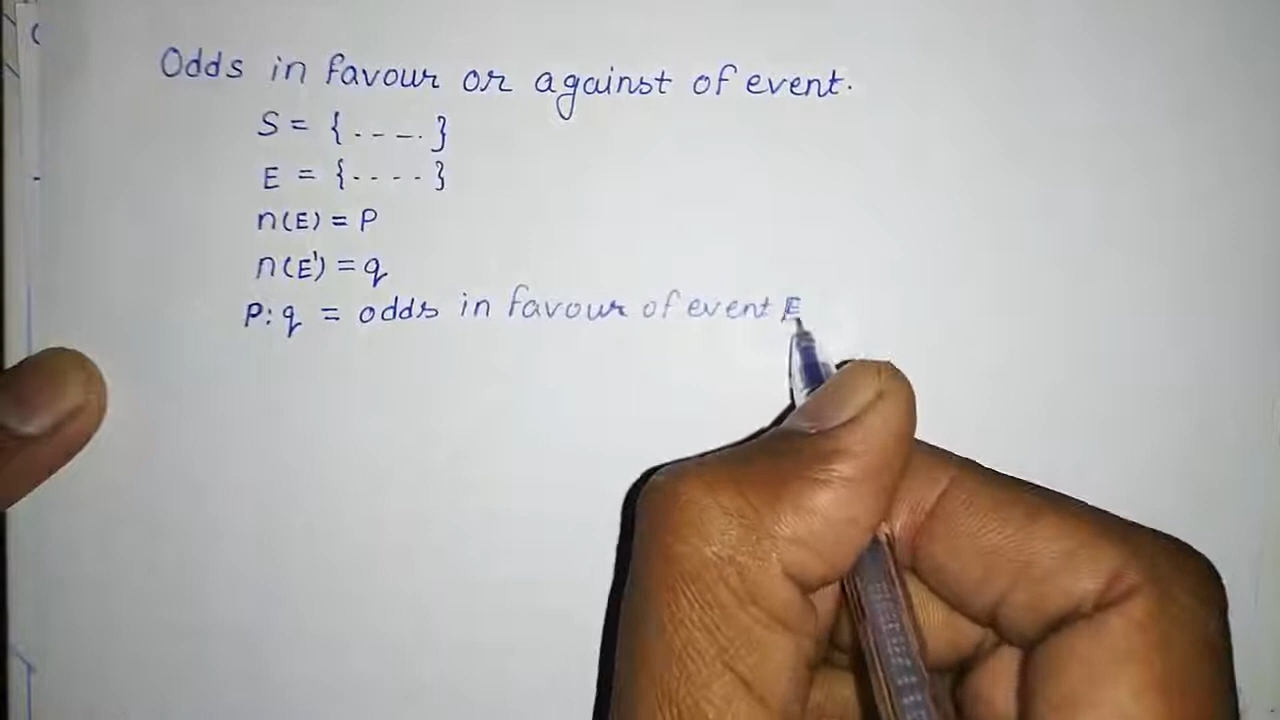 Odds in favour or against of event.
S = {- - - -}
E = {- - - -}
n(E) = P
n(E') = q
P:q = odds in favour of event E